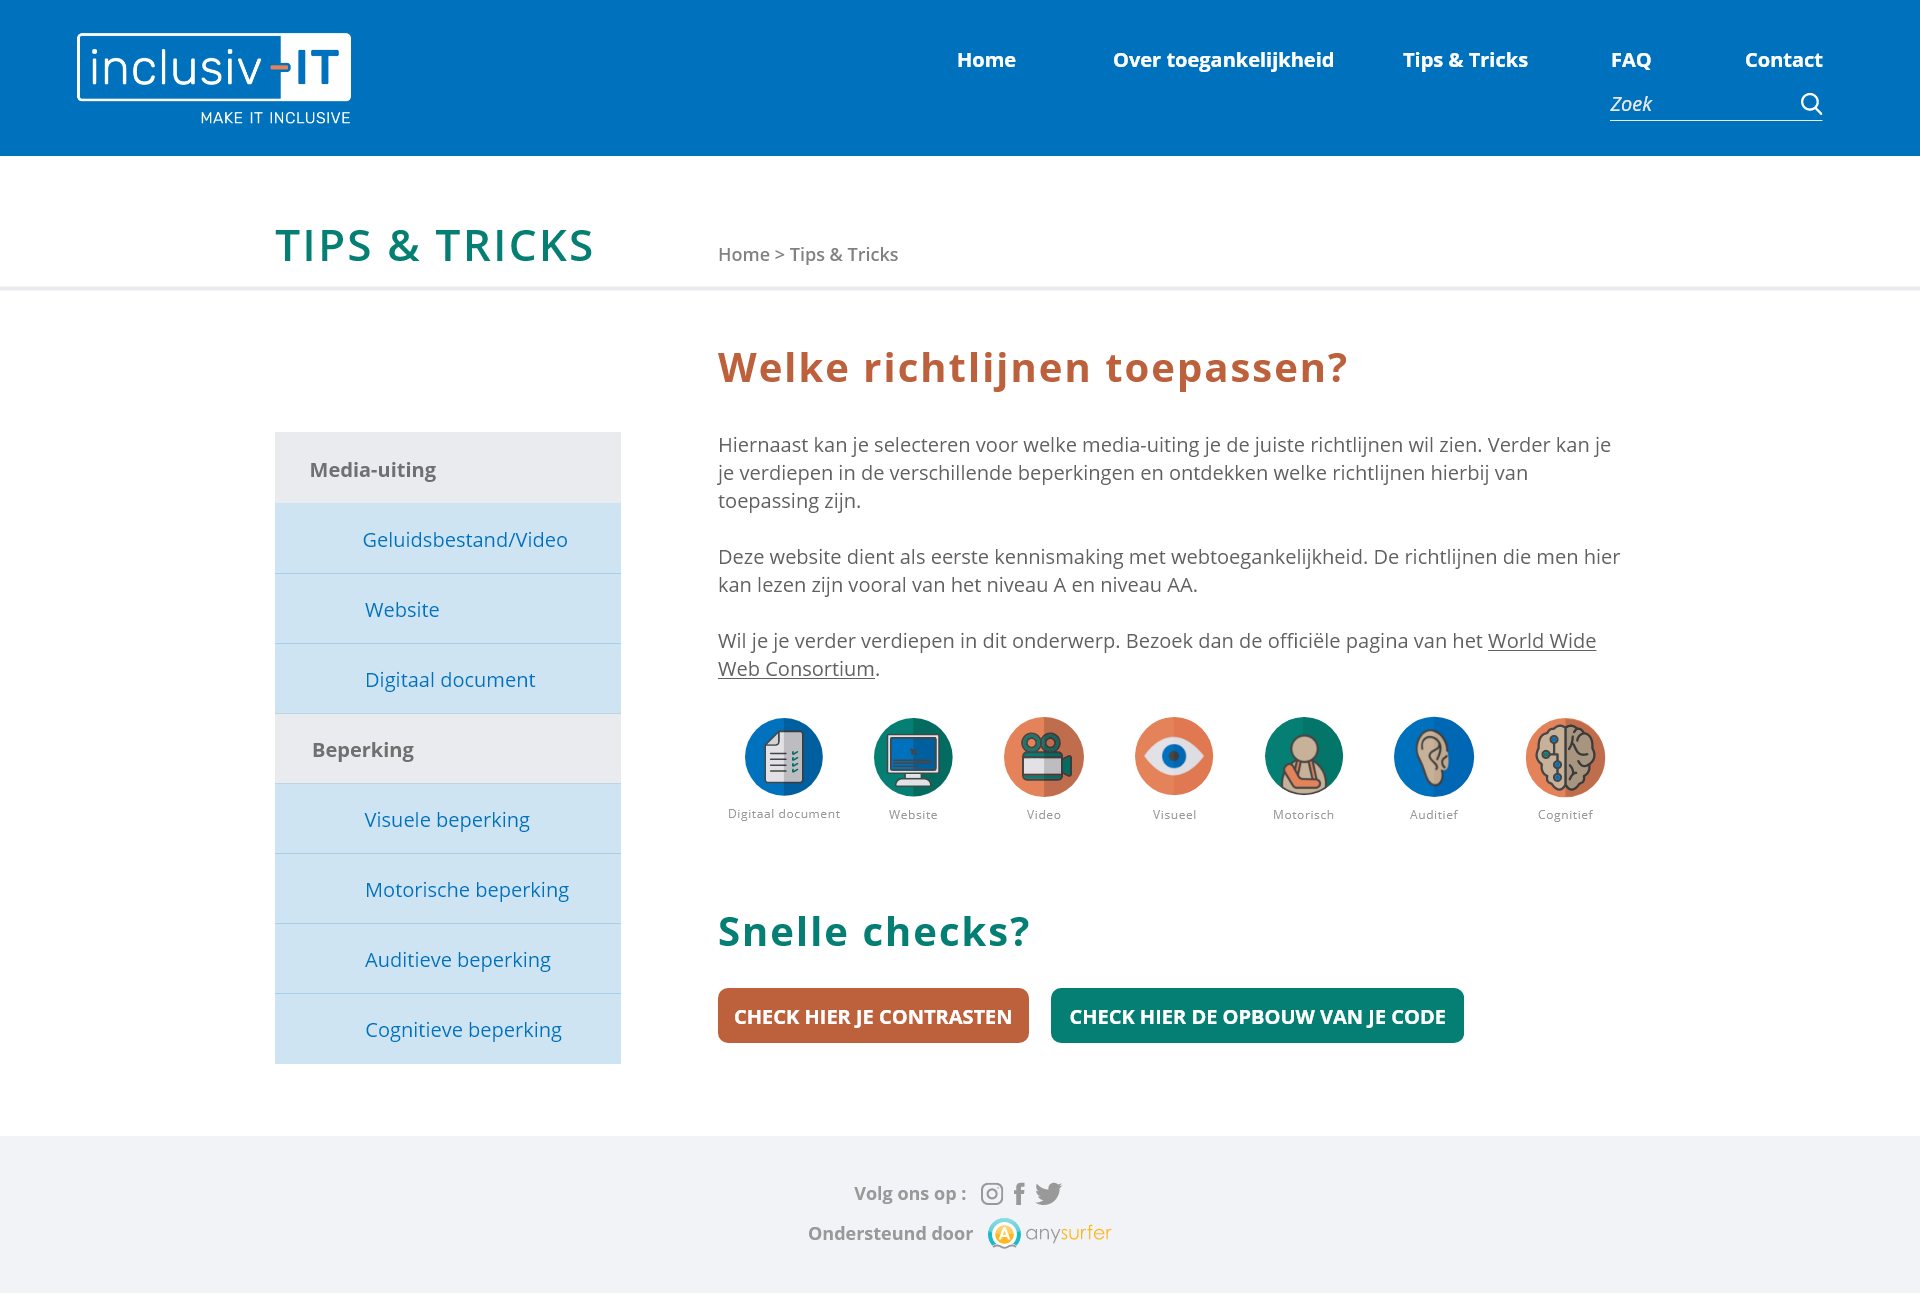 inclusiv-IT
MAKE IT INCLUSIVE
Home
Over toegankelijkheid
Tips & Tricks
FAQ
Contact
Zoek
TIPS & TRICKS
Home > Tips & Tricks
Media-uiting
Geluidsbestand/Video
Website
Digitaal document
Beperking
Visuele beperking
Motorische beperking
Auditieve beperking
Cognitieve beperking
Welke richtlijnen toepassen?
Hiernaast kan je selecteren voor welke media-uiting je de juiste richtlijnen wil zien. Verder kan je
je verdiepen in de verschillende beperkingen en ontdekken welke richtlijnen hierbij van
toepassing zijn.
Deze website dient als eerste kennismaking met webtoegankelijkheid. De richtlijnen die men hier
kan lezen zijn vooral van het niveau A en niveau AA.
Wil je je verder verdiepen in dit onderwerp. Bezoek dan de officiële pagina van het World Wide
Web Consortium.
Digitaal document
Website
Video
Visueel
Motorisch
Auditief
Cognitief
Snelle checks?
CHECK HIER JE CONTRASTEN
CHECK HIER DE OPBOUW VAN JE CODE
Volg ons op :
Ondersteund door
A anysurfer